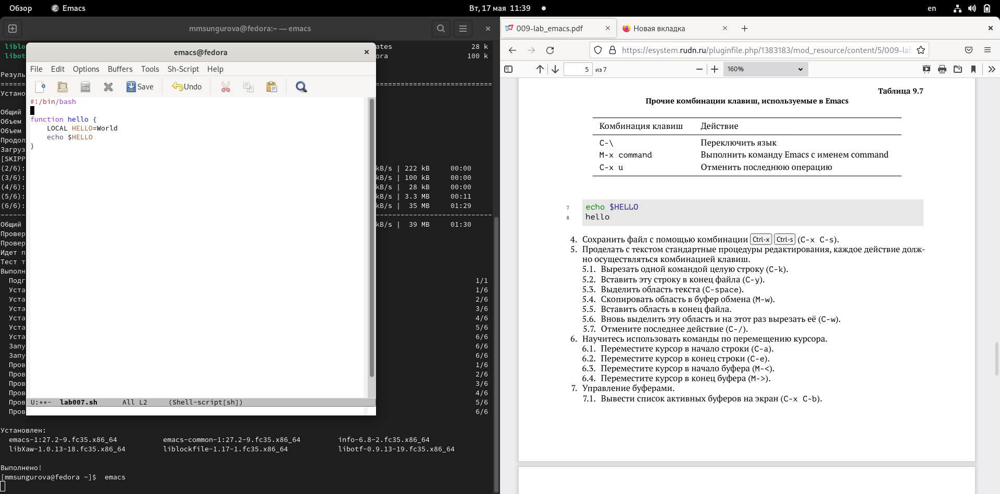 Обзор
Emacs
Вт, 17 мая 11:39
en
mmsungurova@fedora:~ — emacs
liblo
ates 28 k
libot
ora 100 k
Резуль
Устано
Общий
Объем
Объем
Продол
Загруз
[SKIPP
(2/6): kB/s | 222 kB 00:00
(3/6): kB/s | 100 kB 00:00
(4/6): kB/s | 28 kB 00:00
(5/6): kB/s | 3.3 MB 00:11
(6/6): kB/s | 35 MB 01:29
Общий kB/s | 39 MB 01:30
Провер
Провер
Идет п
Тест т
Выполн
Подг 1/1
Уста 1/6
Уста 2/6
Уста 3/6
Уста 4/6
Уста 5/6
Уста 6/6
Запу 6/6
Запу 6/6
Пров 1/6
Пров 2/6
Пров 3/6
Пров 4/6
Пров 5/6
Пров 6/6
Установлен:
emacs-1:27.2-9.fc35.x86_64 emacs-common-1:27.2-9.fc35.x86_64 info-6.8-2.fc35.x86_64
libXaw-1.0.13-18.fc35.x86_64 liblockfile-1.17-1.fc35.x86_64 libotf-0.9.13-19.fc35.x86_64
Выполнено!
[mmsungurova@fedora ~]$ emacs
emacs@fedora
File Edit Options Buffers Tools Sh-Script Help
Save Undo
#!/bin/bash
function hello {
LOCAL HELLO=World
echo $HELLO
}
U:**- lab007.sh All L2 (Shell-script[sh])
009-lab_emacs.pdf
Новая вкладка
https://esystem.rudn.ru/pluginfile.php/1383183/mod_resource/content/5/009-lab
5 из 7
160%
Таблица 9.7
Прочие комбинации клавиш, используемые в Emacs
Комбинация клавиш Действие
C-\ Переключить язык
M-x command Выполнить команду Emacs с именем command
C-x u Отменить последнюю операцию
7 echo $HELLO
8 hello
4. Сохранить файл с помощью комбинации Ctrl-x Ctrl-s (C-x C-s).
5. Проделать с текстом стандартные процедуры редактирования, каждое действие долж-
но осуществляться комбинацией клавиш.
5.1. Вырезать одной командой целую строку (C-k).
5.2. Вставить эту строку в конец файла (C-y).
5.3. Выделить область текста (C-space).
5.4. Скопировать область в буфер обмена (M-w).
5.5. Вставить область в конец файла.
5.6. Вновь выделить эту область и на этот раз вырезать её (C-w).
5.7. Отмените последнее действие (C-/).
6. Научитесь использовать команды по перемещению курсора.
6.1. Переместите курсор в начало строки (C-a).
6.2. Переместите курсор в конец строки (C-e).
6.3. Переместите курсор в начало буфера (M-<).
6.4. Переместите курсор в конец буфера (M->).
7. Управление буферами.
7.1. Вывести список активных буферов на экран (C-x C-b).